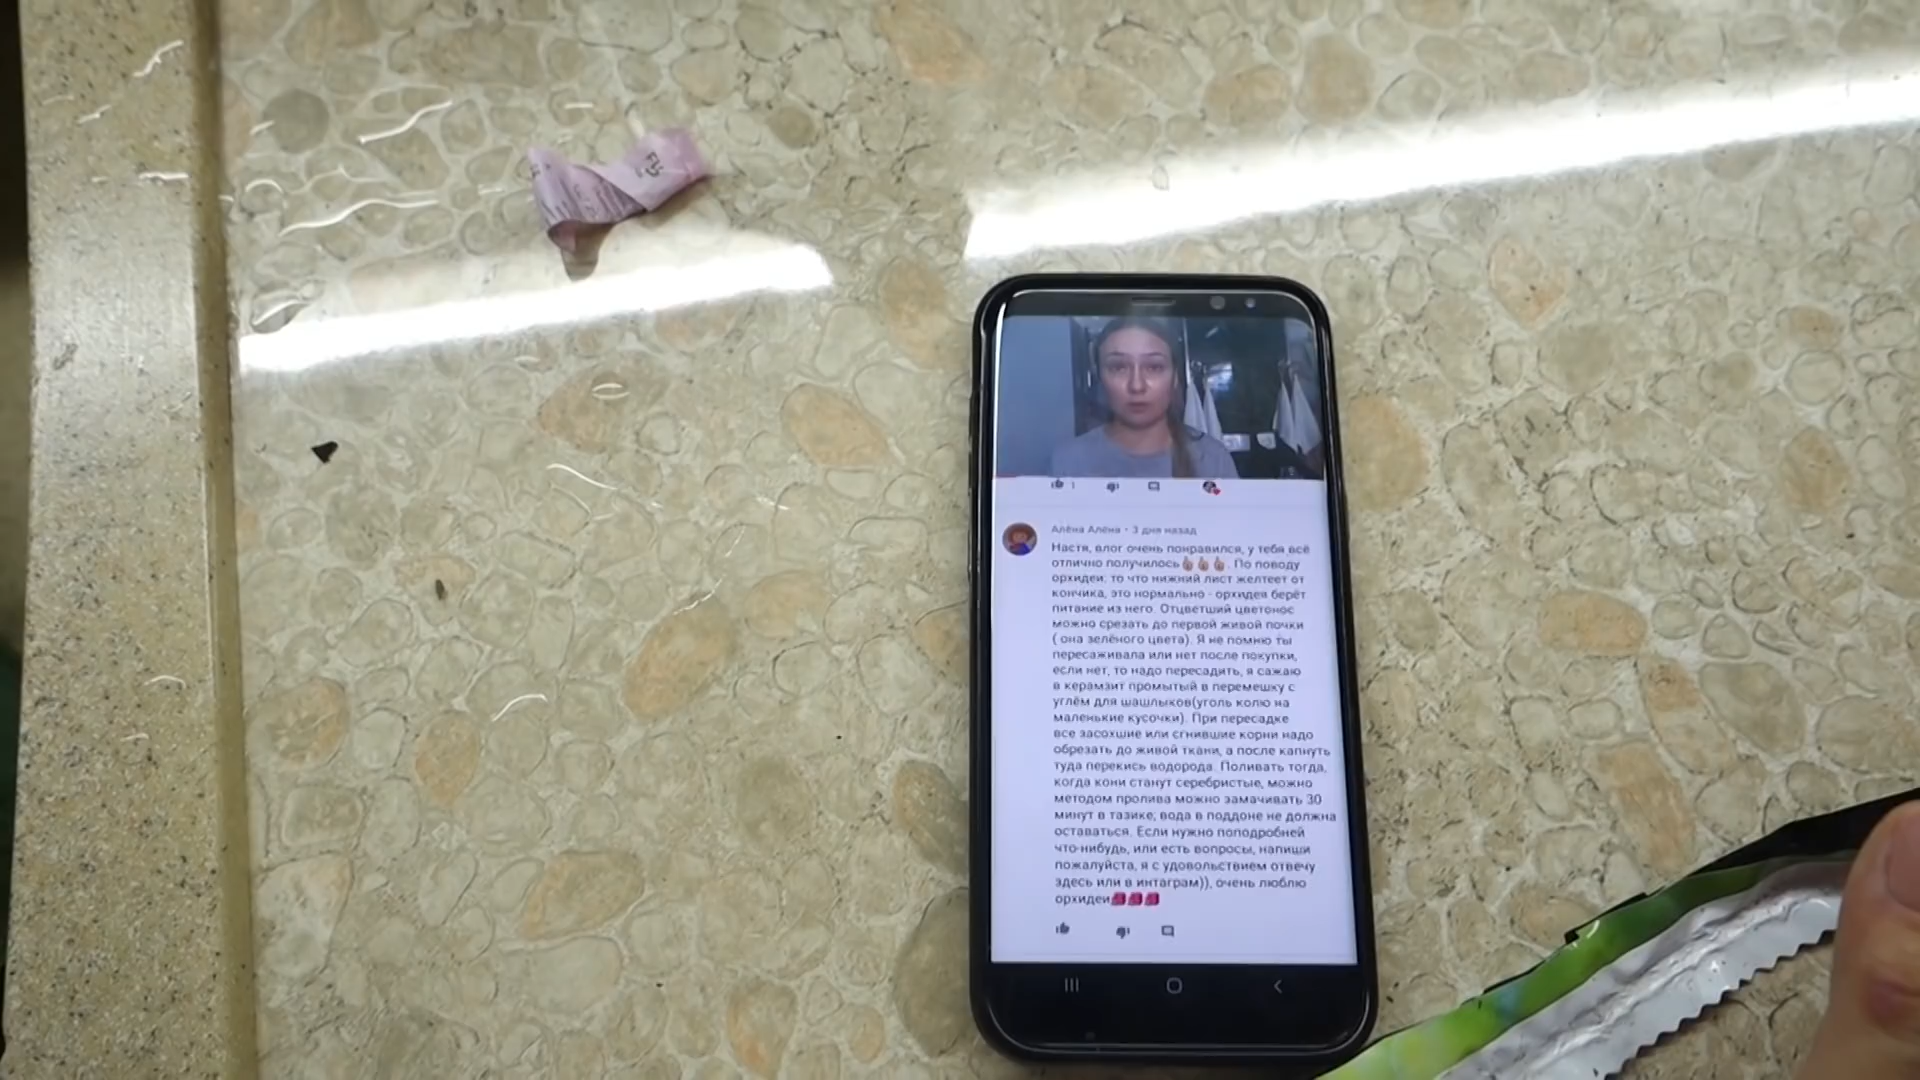 Алёна Алёна • 3 дня назад
Настя, влог очень понравился, у тебя всё
отлично получилось👍🏼👍🏼👍🏼. По поводу
орхидеи: то что нижний лист желтеет от
кончика, это нормально - орхидея берёт
питание из него. Отцветший цветонос
можно срезать до первой живой почки
( она зелёного цвета). Я не помню ты
пересаживала или нет после покупки,
если нет, то надо пересадить, я сажаю
в керамзит промытый в перемешку с
углём для шашлыков(уголь колю на
маленькие кусочки). При пересадке
все засохшие или сгнившие корни надо
обрезать до живой ткани, а после капнуть
туда перекись водорода. Поливать тогда,
когда кони станут серебристые, можно
методом пролива можно замачивать 30
минут в тазике, вода в поддоне не должна
оставаться. Если нужно поподробней
что-нибудь, или есть вопросы, напиши
пожалуйста, я с удовольствием отвечу
здесь или в интаграм)), очень люблю
орхидеи